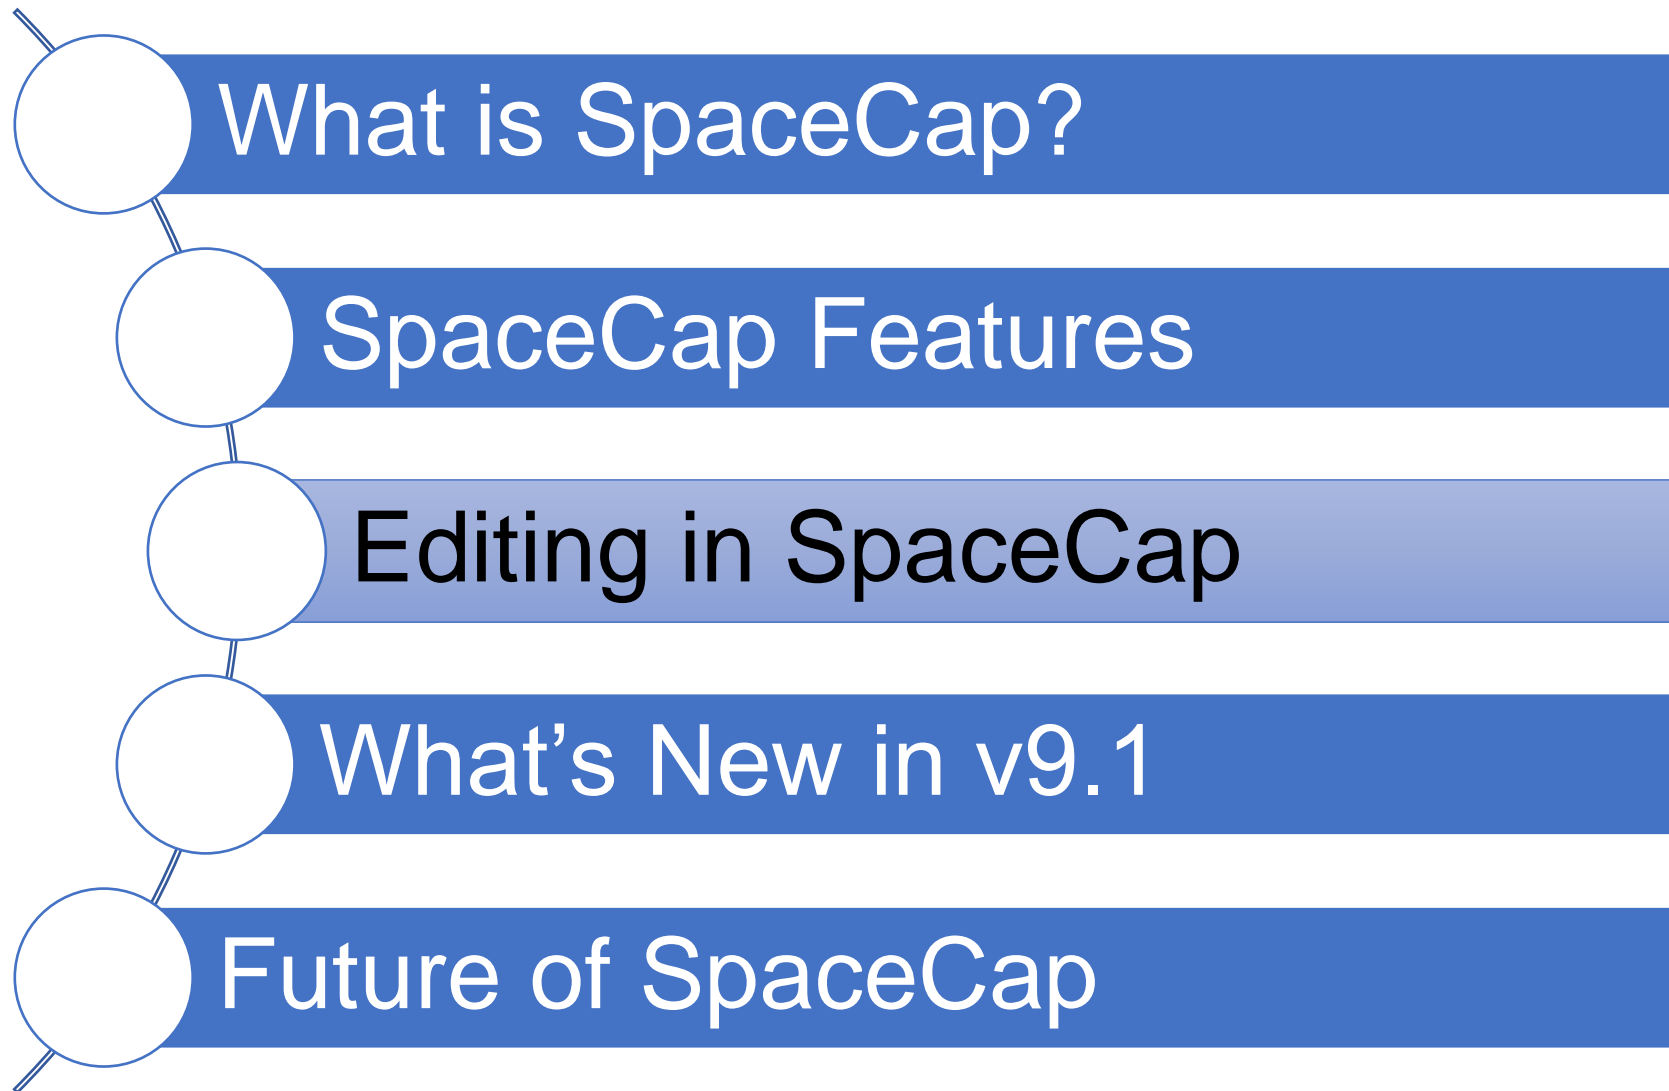 What is SpaceCap?
SpaceCap Features
Editing in SpaceCap
What’s New in v9.1
Future of SpaceCap